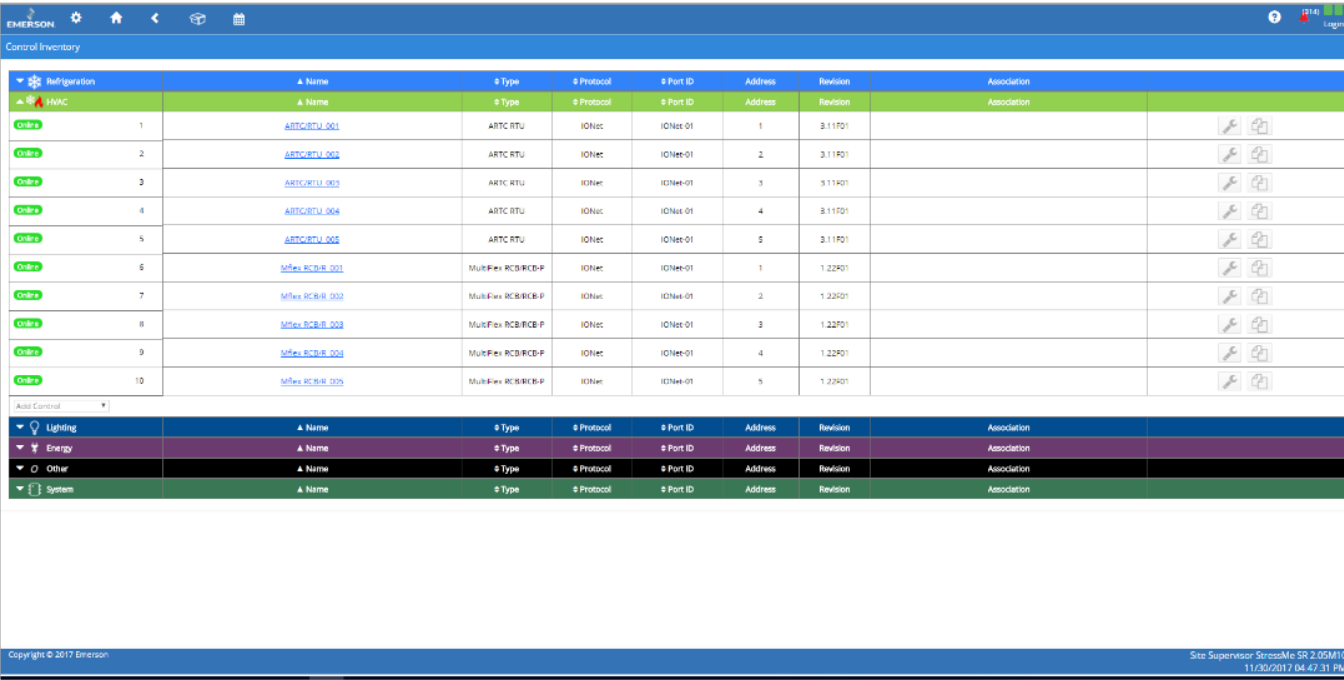 EMERSON (314) Login
Control Inventory
Refrigeration Name Type Protocol Port ID Address Revision Association
HVAC Name Type Protocol Port ID Address Revision Association
Online 1 ARTC/RTU_001 ARTC RTU IONet IONet-01 1 3.11F01
Online 2 ARTC/RTU_002 ARTC RTU IONet IONet-01 2 3.11F01
Online 3 ARTC/RTU_003 ARTC RTU IONet IONet-01 3 3.11F01
Online 4 ARTC/RTU_004 ARTC RTU IONet IONet-01 4 3.11F01
Online 5 ARTC/RTU_005 ARTC RTU IONet IONet-01 5 3.11F01
Online 6 Mflex RCB/R_001 MultiFlex RCB/RCB-P IONet IONet-01 1 1.22F01
Online 7 Mflex RCB/R_002 MultiFlex RCB/RCB-P IONet IONet-01 2 1.22F01
Online 8 Mflex RCB/R_003 MultiFlex RCB/RCB-P IONet IONet-01 3 1.22F01
Online 9 Mflex RCB/R_004 MultiFlex RCB/RCB-P IONet IONet-01 4 1.22F01
Online 10 Mflex RCB/R_005 MultiFlex RCB/RCB-P IONet IONet-01 5 1.22F01
Add Control
Lighting Name Type Protocol Port ID Address Revision Association
Energy Name Type Protocol Port ID Address Revision Association
Other Name Type Protocol Port ID Address Revision Association
System Name Type Protocol Port ID Address Revision Association
Copyright © 2017 Emerson Site Supervisor StressMe SR 2.05M10
11/30/2017 04:47:31 PM